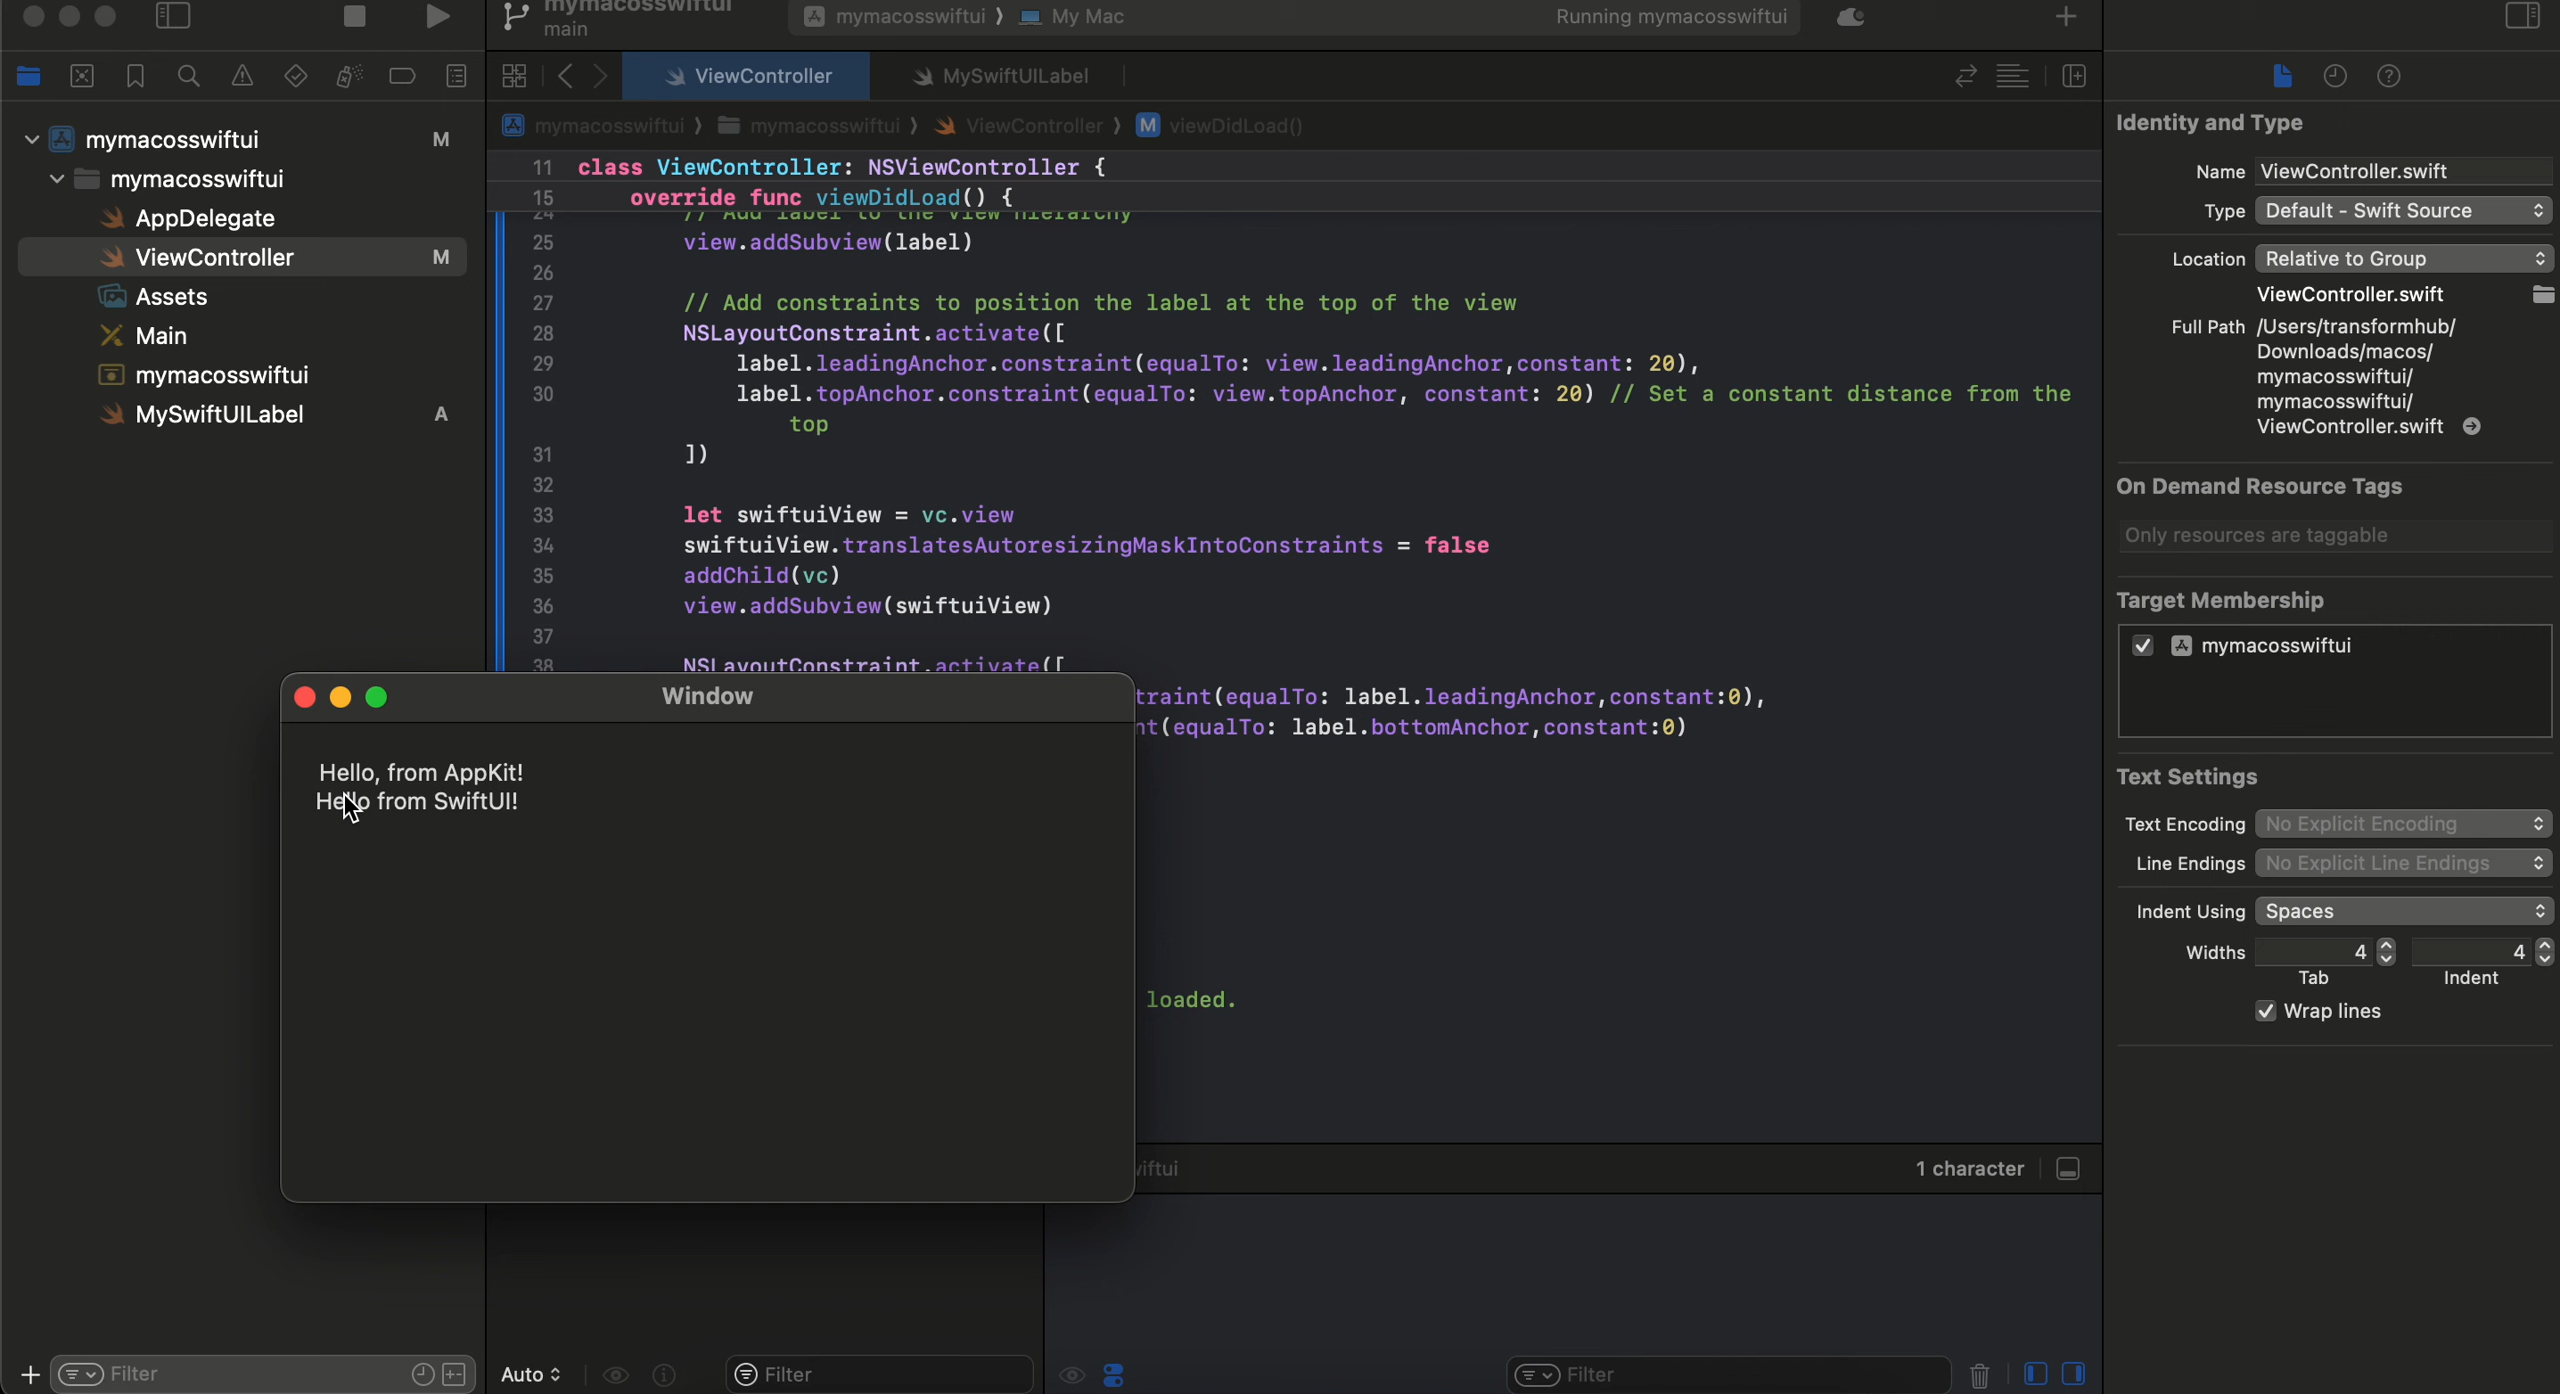 mymacosswiftui
main
mymacosswiftui
My Mac
Running mymacosswiftui
ViewController
MySwiftUILabel
mymacosswiftui M
mymacosswiftui
AppDelegate
ViewController M
Assets
Main
mymacosswiftui
MySwiftUILabel A
mymacosswiftui
mymacosswiftui
ViewController
M viewDidLoad()
11 class ViewController: NSViewController {
15 override func viewDidLoad() {
24 // Add label to the view hierarchy
25 view.addSubview(label)
26
27 // Add constraints to position the label at the top of the view
28 NSLayoutConstraint.activate([
29 label.leadingAnchor.constraint(equalTo: view.leadingAnchor,constant: 20),
30 label.topAnchor.constraint(equalTo: view.topAnchor, constant: 20) // Set a constant distance from the
top
31 ])
32
33 let swiftuiView = vc.view
34 swiftuiView.translatesAutoresizingMaskIntoConstraints = false
35 addChild(vc)
36 view.addSubview(swiftuiView)
37
38 NSLayoutConstraint.activate([
traint(equalTo: label.leadingAnchor,constant:0),
nt(equalTo: label.bottomAnchor,constant:0)
loaded.
Window
Hello, from AppKit!
Hello from SwiftUI!
iftui
1 character
Filter
Auto
Filter
Filter
Identity and Type
Name ViewController.swift
Type Default - Swift Source
Location Relative to Group
ViewController.swift
Full Path /Users/transformhub/
Downloads/macos/
mymacosswiftui/
mymacosswiftui/
ViewController.swift
On Demand Resource Tags
Only resources are taggable
Target Membership
mymacosswiftui
Text Settings
Text Encoding No Explicit Encoding
Line Endings No Explicit Line Endings
Indent Using Spaces
Widths 4 4
Tab Indent
Wrap lines